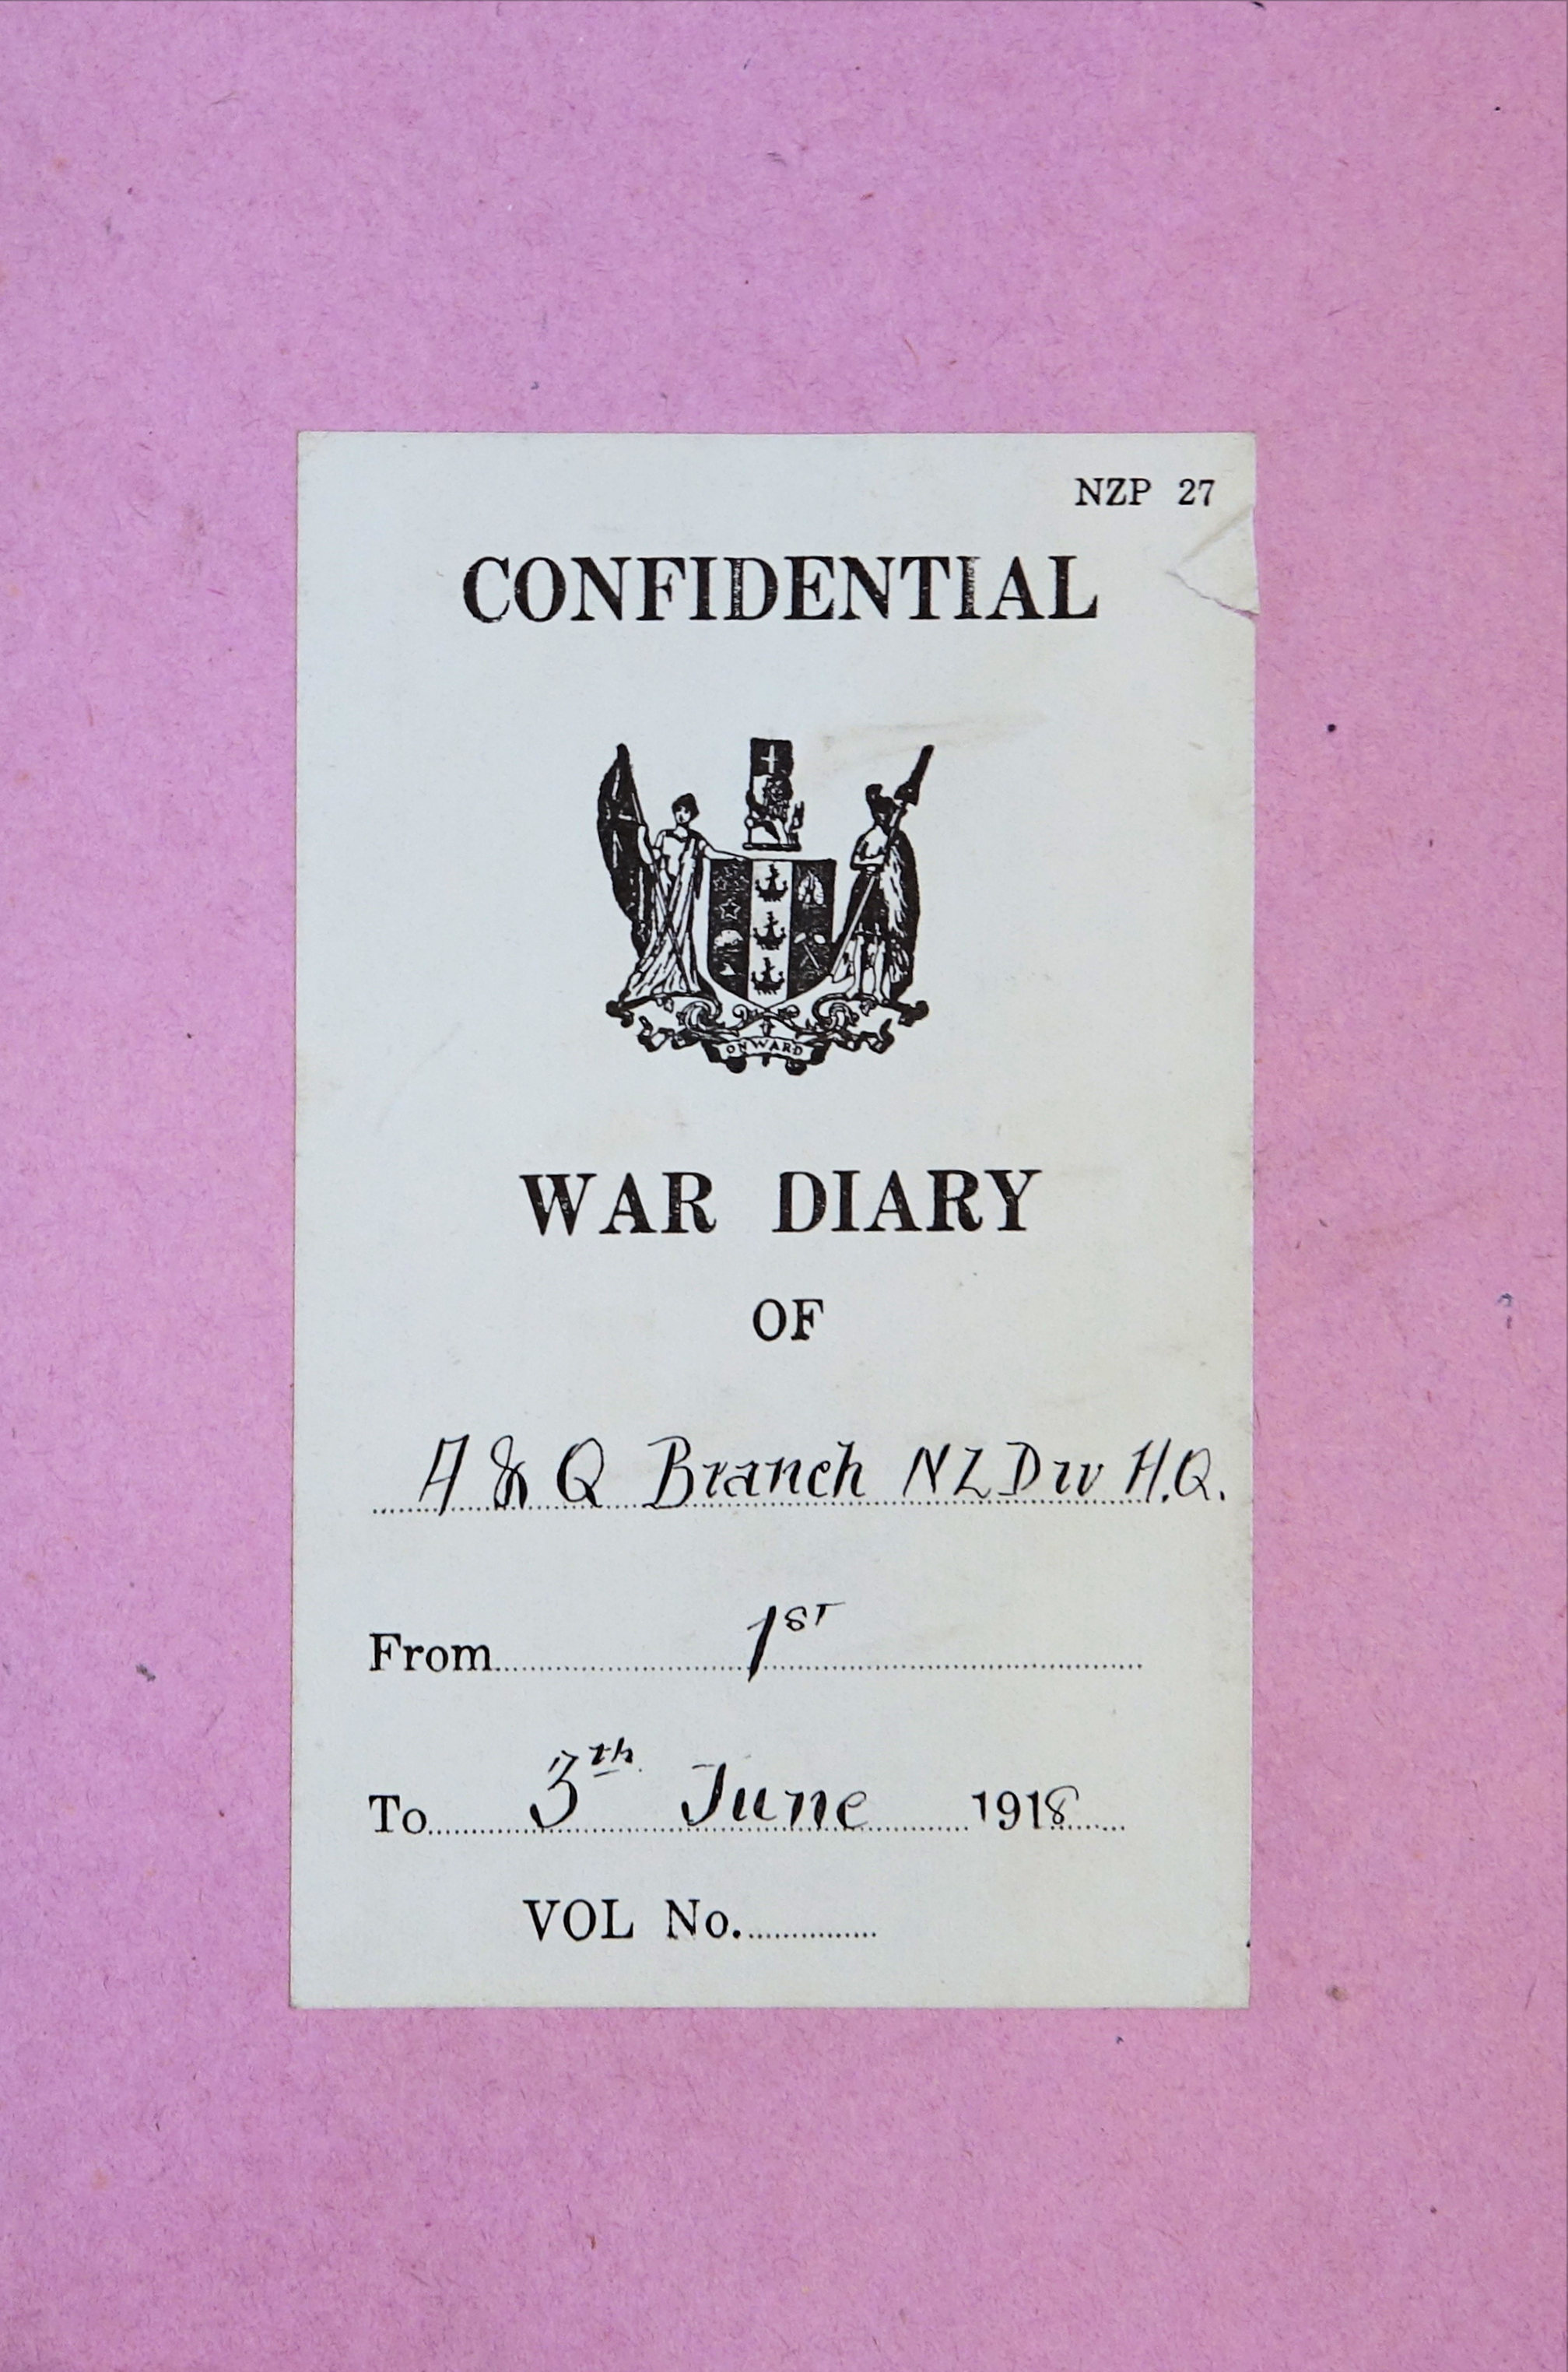 NZP 27
CONFIDENTIAL
ONWARD
WAR DIARY
OF
A & Q Branch NZ Div H.Q.
From 1st
To 3th June 1918
VOL No.